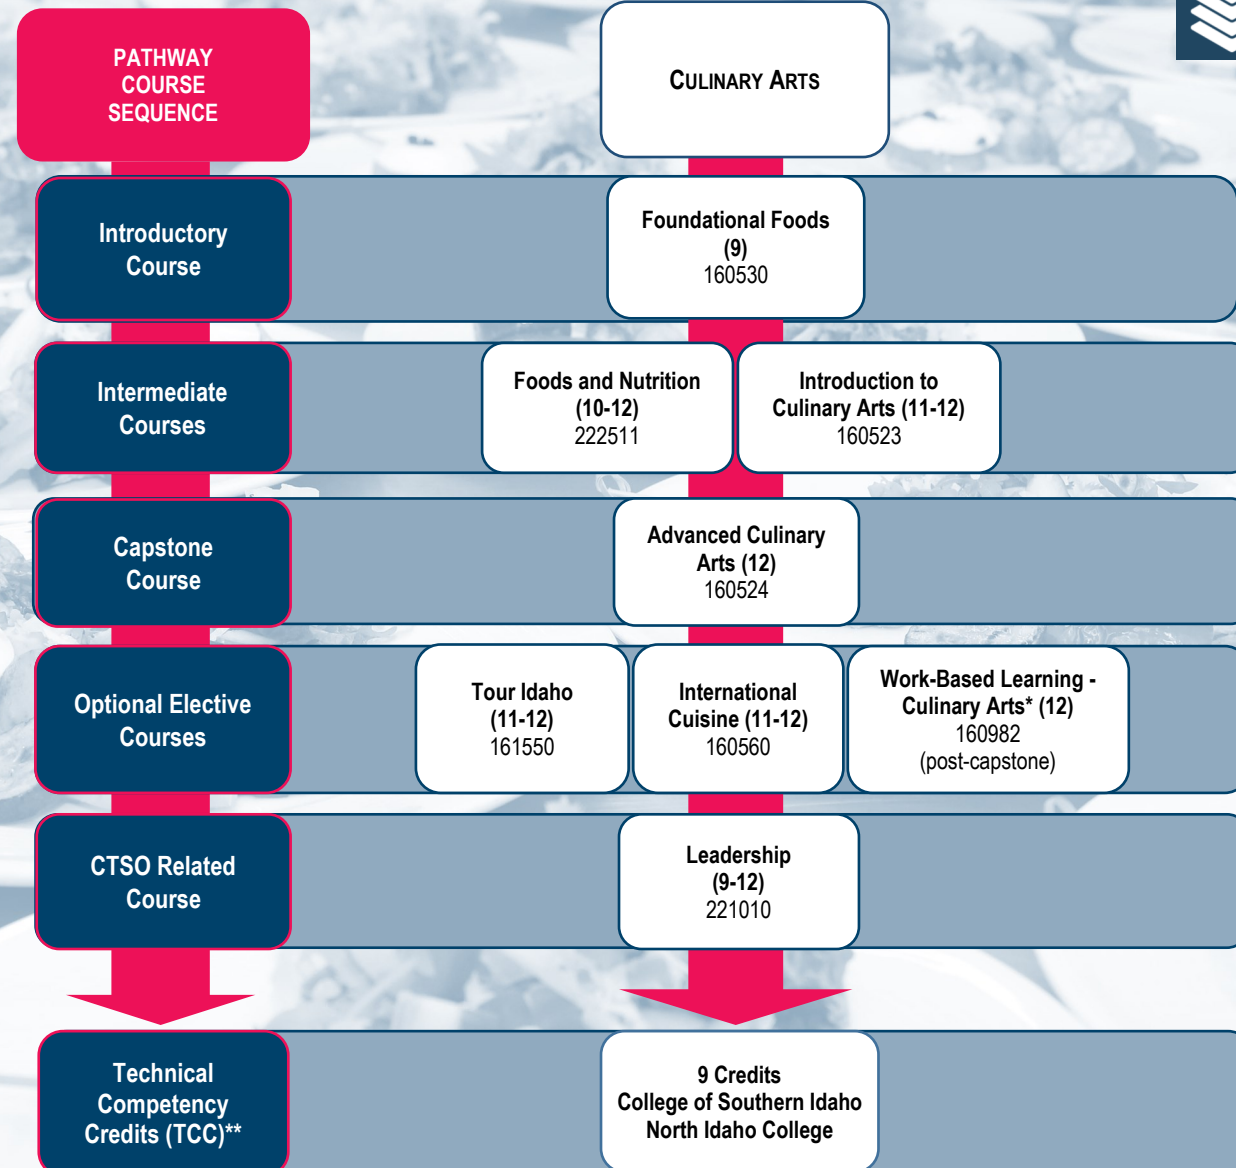 PATHWAY
COURSE
SEQUENCE
CULINARY ARTS
Introductory
Course
Foundational Foods
(9)
160530
Intermediate
Courses
Foods and Nutrition
(10-12)
222511
Introduction to
Culinary Arts (11-12)
160523
Capstone
Course
Advanced Culinary
Arts (12)
160524
Optional Elective
Courses
Tour Idaho
(11-12)
161550
International
Cuisine (11-12)
160560
Work-Based Learning -
Culinary Arts* (12)
160982
(post-capstone)
CTSO Related
Course
Leadership
(9-12)
221010
Technical
Competency
Credits (TCC)**
9 Credits
College of Southern Idaho
North Idaho College